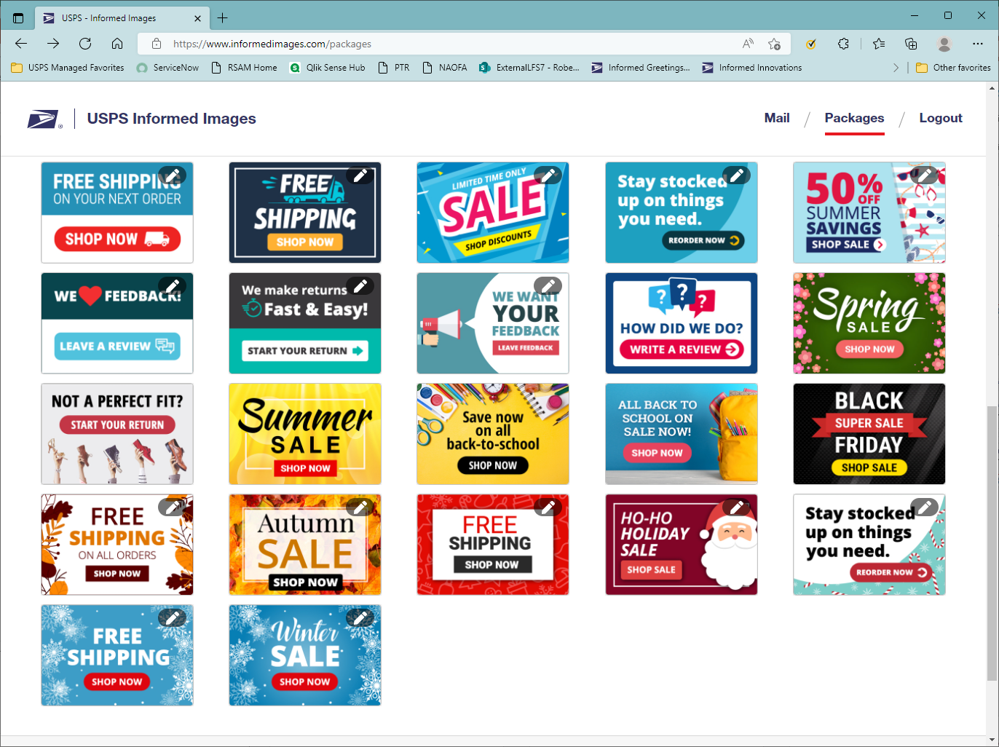 USPS - Informed Images
https://www.informedimages.com/packages
USPS Managed Favorites
ServiceNow
RSAM Home
Qlik Sense Hub
PTR
NAOFA
ExternalLFS7 - Robe...
Informed Greetings...
Informed Innovations
Other favorites
USPS Informed Images
Mail / Packages / Logout
FREE SHIPPING
ON YOUR NEXT ORDER
SHOP NOW
FREE
SHIPPING
SHOP NOW
LIMITED TIME ONLY
SALE
SHOP DISCOUNTS
Stay stocked
up on things
you need.
REORDER NOW
50% OFF
SUMMER
SAVINGS
SHOP SALE
WE FEEDBACK!
LEAVE A REVIEW
We make returns
Fast & Easy!
START YOUR RETURN
WE WANT
YOUR
FEEDBACK
LEAVE FEEDBACK
? ? ?
HOW DID WE DO?
WRITE A REVIEW
Spring
SALE
SHOP NOW
NOT A PERFECT FIT?
START YOUR RETURN
Summer
SALE
SHOP NOW
Save now
on all
back-to-school
SHOP NOW
ALL BACK TO
SCHOOL ON
SALE NOW!
SHOP NOW
BLACK
SUPER SALE
FRIDAY
SHOP SALE
FREE
SHIPPING
ON ALL ORDERS
SHOP NOW
Autumn
SALE
SHOP NOW
FREE
SHIPPING
SHOP NOW
HO-HO
HOLIDAY
SALE
SHOP SALE
Stay stocked
up on things
you need.
REORDER NOW
FREE
SHIPPING
SHOP NOW
Winter
SALE
SHOP NOW